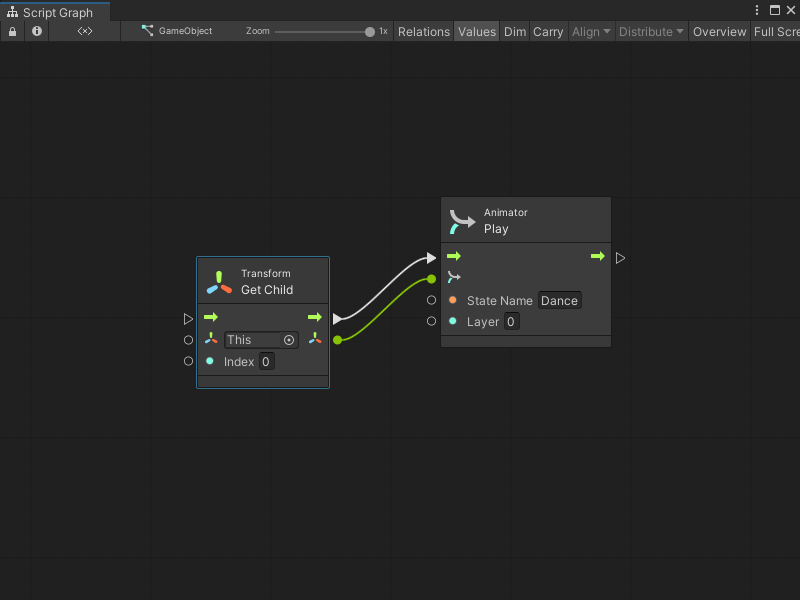 Script Graph
GameObject Zoom 1x Relations Values Dim Carry Align Distribute Overview Full Scre
Animator
Play
State Name Dance
Layer 0
Transform
Get Child
This
Index 0